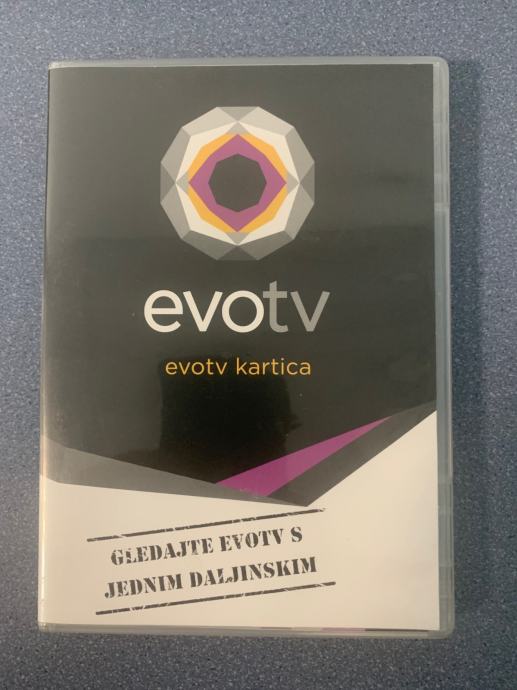 evotv
evotv kartica
GLEDAJTE EVOTV S
JEDNIM DALJINSKIM